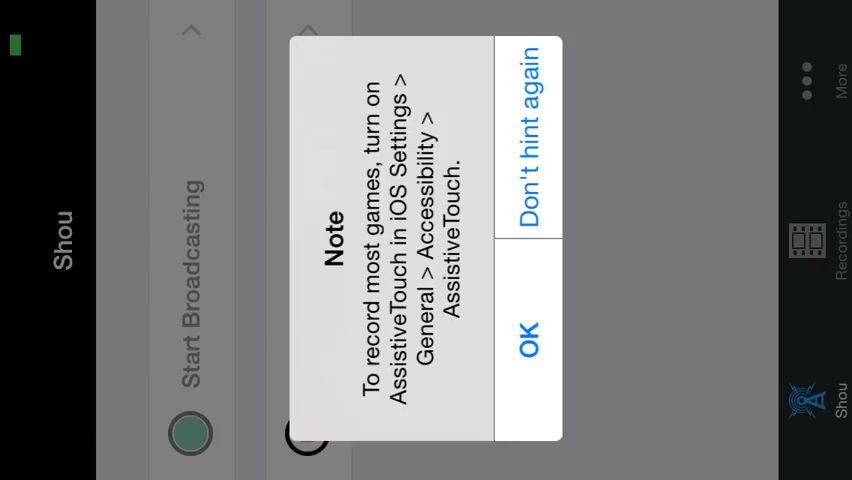 Shou
Start Broadcasting
Note
To record most games, turn on
AssistiveTouch in iOS Settings >
General > Accessibility >
AssistiveTouch.
OK
Don't hint again
Shou
Recordings
More